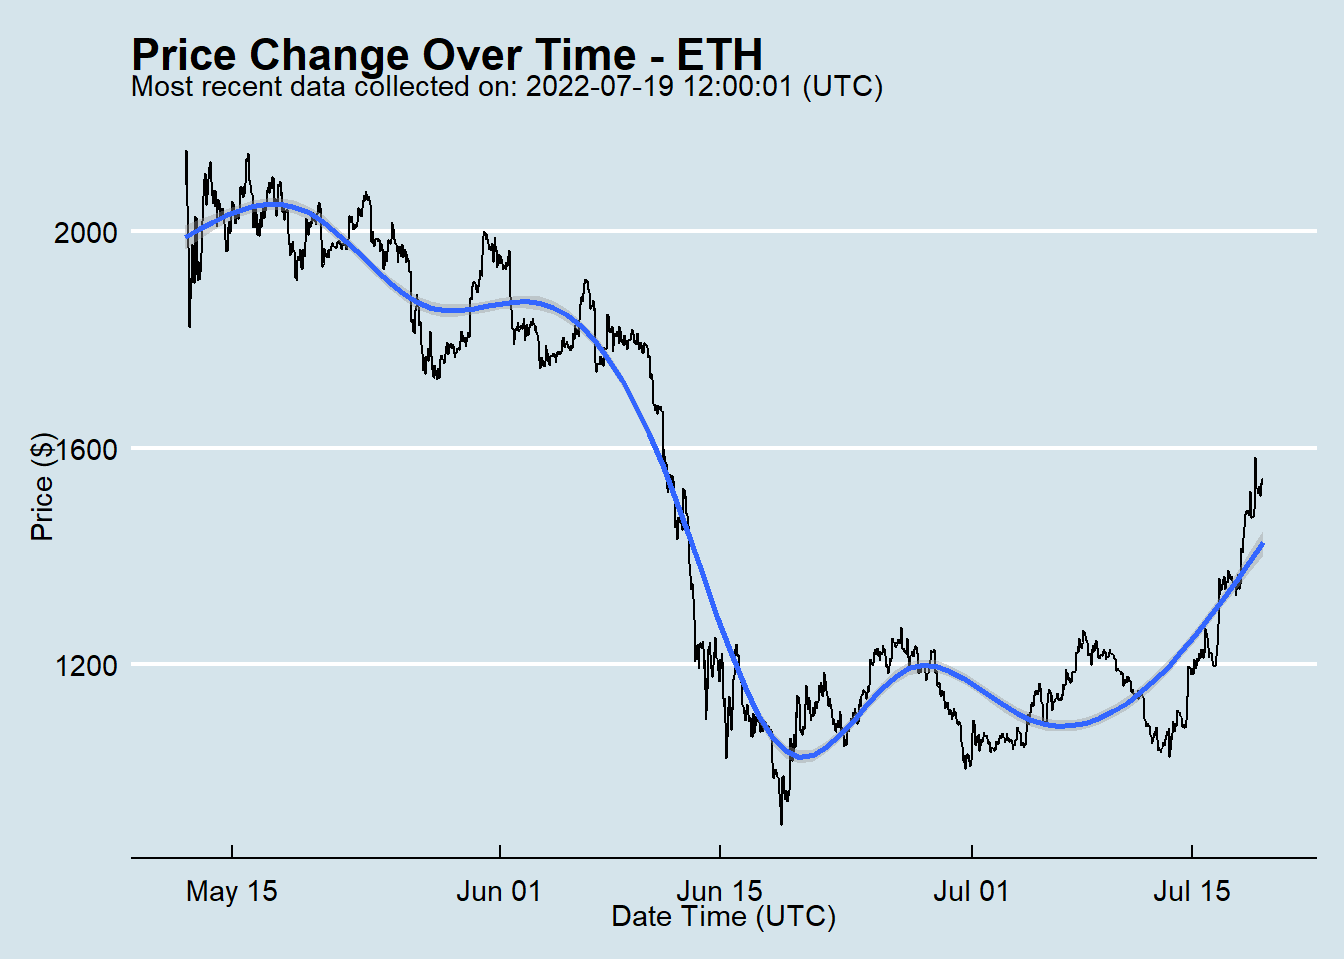 Price Change Over Time - ETH
Most recent data collected on: 2022-07-19 12:00:01 (UTC)
2000
1600
1200
Price ($)
May 15
Jun 01
Jun 15
Jul 01
Jul 15
Date Time (UTC)